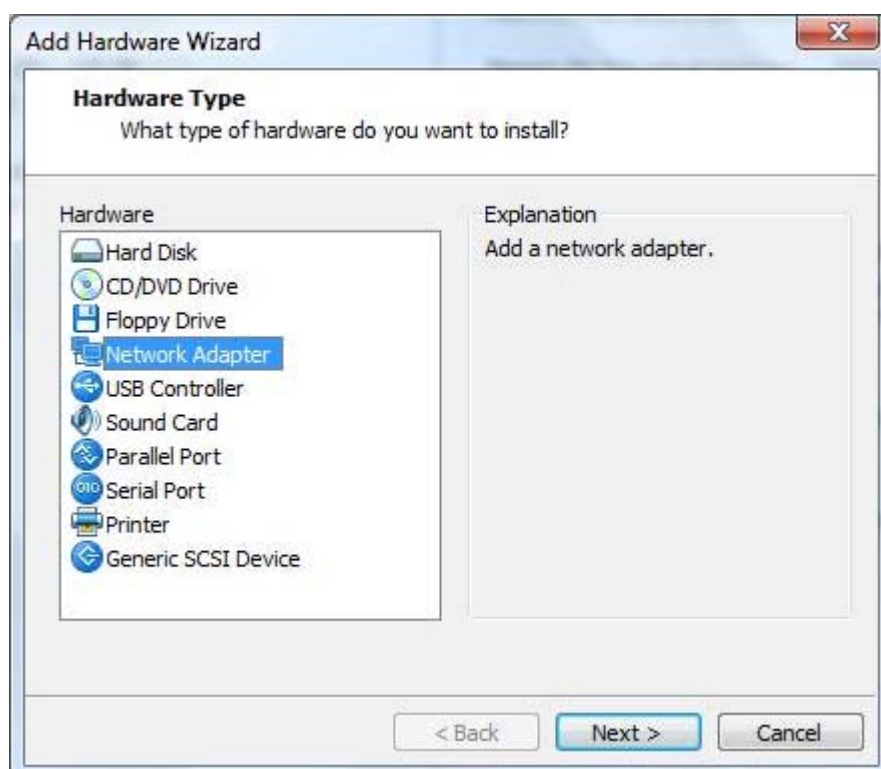 Add Hardware Wizard
Hardware Type
What type of hardware do you want to install?
Hardware
Hard Disk
CD/DVD Drive
Floppy Drive
Network Adapter
USB Controller
Sound Card
Parallel Port
Serial Port
Printer
Generic SCSI Device
Explanation
Add a network adapter.
< Back
Next >
Cancel